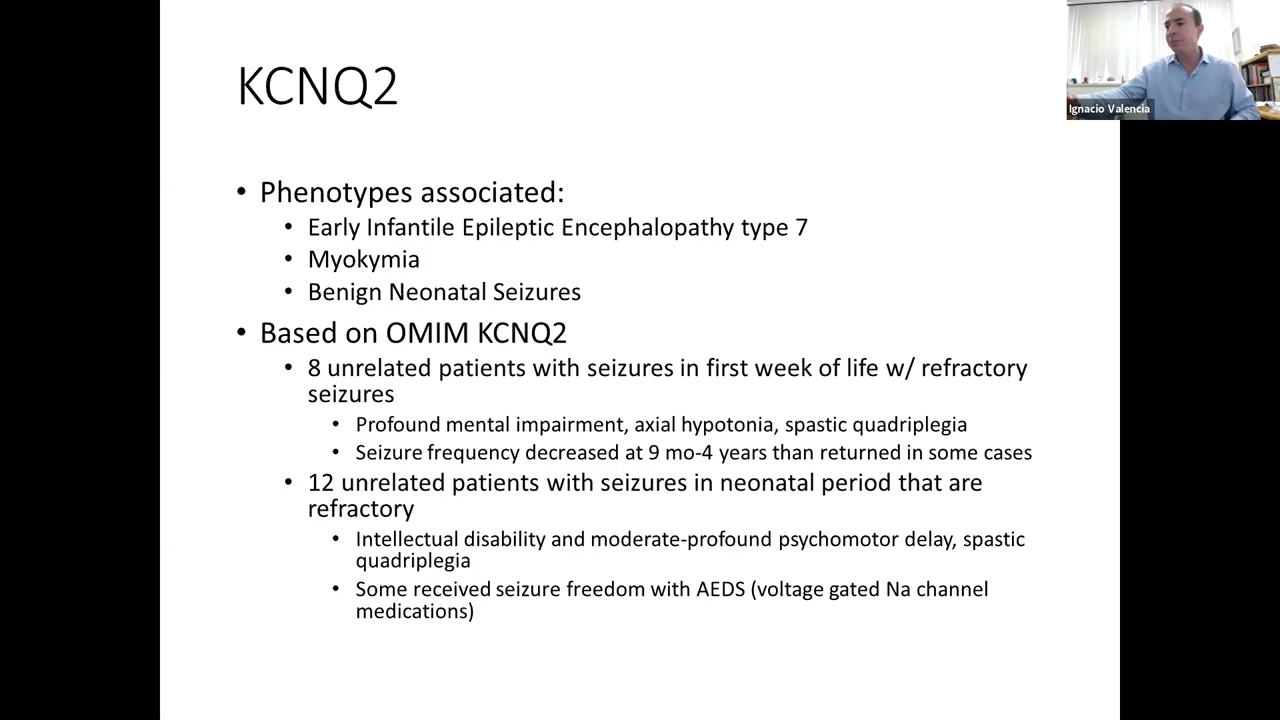 KCNQ2
Ignacio Valencia
• Phenotypes associated:
• Early Infantile Epileptic Encephalopathy type 7
• Myokymia
• Benign Neonatal Seizures
• Based on OMIM KCNQ2
• 8 unrelated patients with seizures in first week of life w/ refractory
seizures
• Profound mental impairment, axial hypotonia, spastic quadriplegia
• Seizure frequency decreased at 9 mo-4 years than returned in some cases
• 12 unrelated patients with seizures in neonatal period that are
refractory
• Intellectual disability and moderate-profound psychomotor delay, spastic
quadriplegia
• Some received seizure freedom with AEDS (voltage gated Na channel
medications)